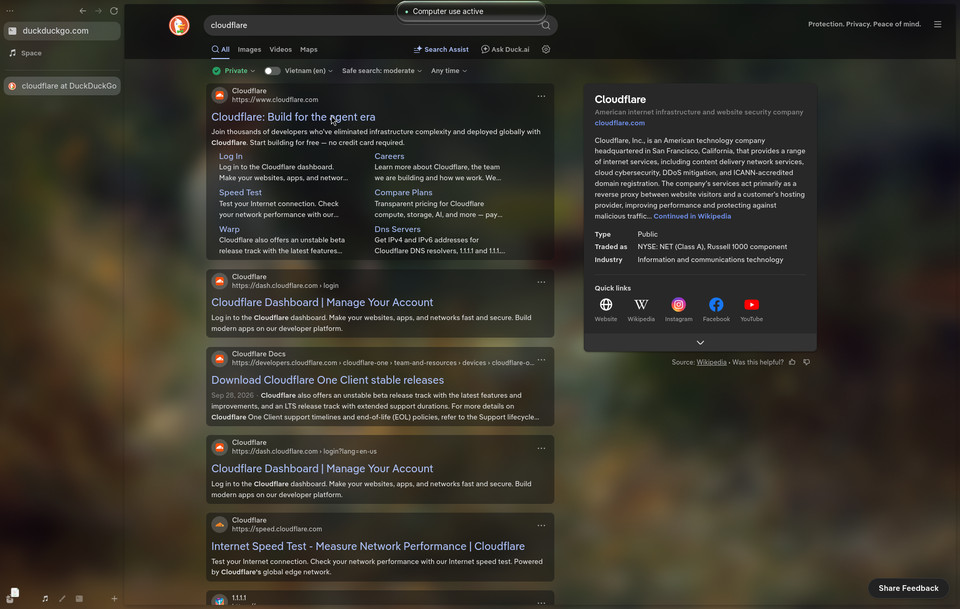 Computer use active
duckduckgo.com
Space
cloudflare at DuckDuckGo
cloudflare
Protection. Privacy. Peace of mind.
All
Images
Videos
Maps
Search Assist
Ask Duck.ai
Private
Vietnam (en)
Safe search: moderate
Any time
Cloudflare
https://www.cloudflare.com
Cloudflare: Build for the agent era
Join thousands of developers who've eliminated infrastructure complexity and deployed globally with
Cloudflare. Start building for free — no credit card required.
Log In
Log in to the Cloudflare dashboard.
Make your websites, apps, and networ...
Careers
Learn more about Cloudflare, the team
we are building and how we work. We...
Speed Test
Test your Internet connection. Check
your network performance with our...
Compare Plans
Transparent pricing for Cloudflare
compute, storage, AI, and more — pay...
Warp
Cloudflare also offers an unstable beta
release track with the latest features...
Dns Servers
Get IPv4 and IPv6 addresses for
Cloudflare DNS resolvers, 1.1.1.1 and 1.1.1...
Cloudflare
https://dash.cloudflare.com › login
Cloudflare Dashboard | Manage Your Account
Log in to the Cloudflare dashboard. Make your websites, apps, and networks fast and secure. Build
modern apps on our developer platform.
Cloudflare Docs
https://developers.cloudflare.com › cloudflare-one › team-and-resources › devices › cloudflare-o...
Download Cloudflare One Client stable releases
Sep 28, 2026 · Cloudflare also offers an unstable beta release track with the latest features and
improvements, and an LTS release track with extended support durations. For more details on
Cloudflare One Client support timelines and end-of-life (EOL) policies, refer to the Support lifecycle...
Cloudflare
https://dash.cloudflare.com › login?lang=en-us
Cloudflare Dashboard | Manage Your Account
Log in to the Cloudflare dashboard. Make your websites, apps, and networks fast and secure. Build
modern apps on our developer platform.
Cloudflare
https://speed.cloudflare.com
Internet Speed Test - Measure Network Performance | Cloudflare
Test your Internet connection. Check your network performance with our Internet speed test. Powered
by Cloudflare's global edge network.
1.1.1.1
Cloudflare
American internet infrastructure and website security company
cloudflare.com
Cloudflare, Inc., is an American technology company
headquartered in San Francisco, California, that provides a range
of internet services, including content delivery network services,
cloud cybersecurity, DDoS mitigation, and ICANN-accredited
domain registration. The company's services act primarily as a
reverse proxy between website visitors and a customer's hosting
provider, improving performance and protecting against
malicious traffic... Continued in Wikipedia
Type Public
Traded as NYSE: NET (Class A), Russell 1000 component
Industry Information and communications technology
Quick links
Website
Wikipedia
Instagram
Facebook
YouTube
Source: Wikipedia • Was this helpful?
Share Feedback